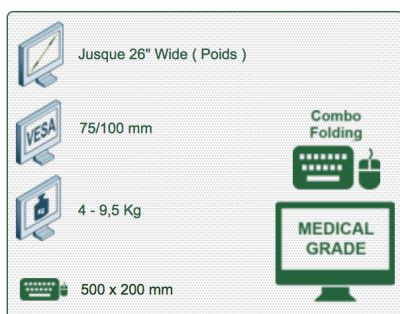 Jusque 26" Wide ( Poids )
VESA
75/100 mm
Combo
Folding
KG
4 - 9,5 Kg
MEDICAL
GRADE
500 x 200 mm